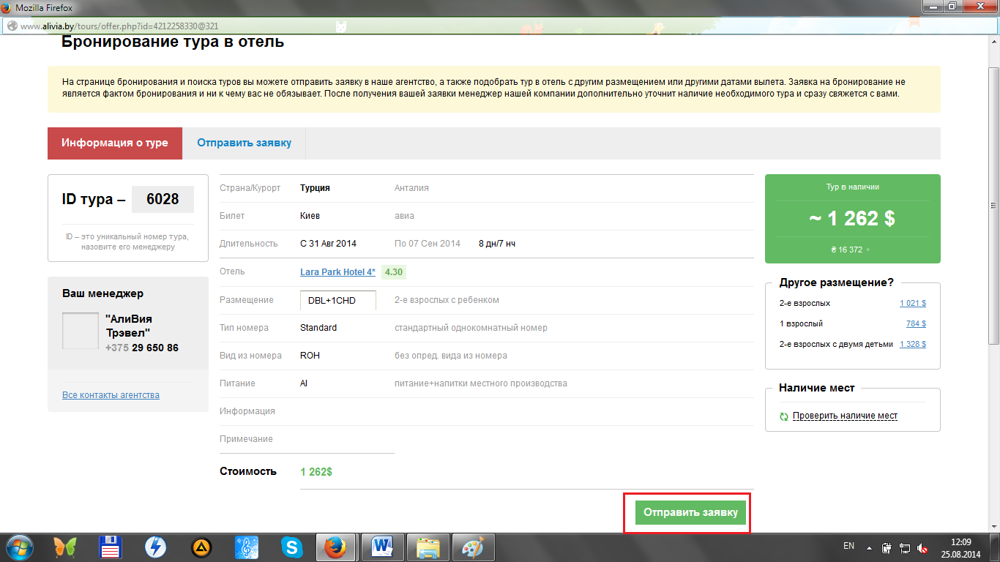 Mozilla Firefox
www.alivia.by/tours/offer.php?id=4212258330@321
Бронирование тура в отель
На странице бронирования и поиска туров вы можете отправить заявку в наше агентство, а также подобрать тур в отель с другим размещением или другими датами вылета. Заявка на бронирование не
является фактом бронирования и ни к чему вас не обязывает. После получения вашей заявки менеджер нашей компании дополнительно уточнит наличие необходимого тура и сразу свяжется с вами.
Информация о туре Отправить заявку
ID тура – 6028
ID – это уникальный номер тура,
назовите его менеджеру
Ваш менеджер
"АлиВия
Трэвел"
+375 29 650 86
Все контакты агентства
Страна/Курорт Турция Анталия
Билет Киев авиа
Длительность С 31 Авг 2014 По 07 Сен 2014 8 дн/7 нч
Отель Lara Park Hotel 4* 4.30
Размещение DBL+1CHD 2-е взрослых с ребенком
Тип номера Standard стандартный однокомнатный номер
Вид из номера ROH без опред. вида из номера
Питание AI питание+напитки местного производства
Информация
Примечание
Стоимость 1 262$
Отправить заявку
Тур в наличии
~ 1 262 $
₴ 16 372
Другое размещение?
2-е взрослых 1 021 $
1 взрослый 784 $
2-е взрослых с двумя детьми 1 328 $
Наличие мест
Проверить наличие мест
EN 12:09
25.08.2014